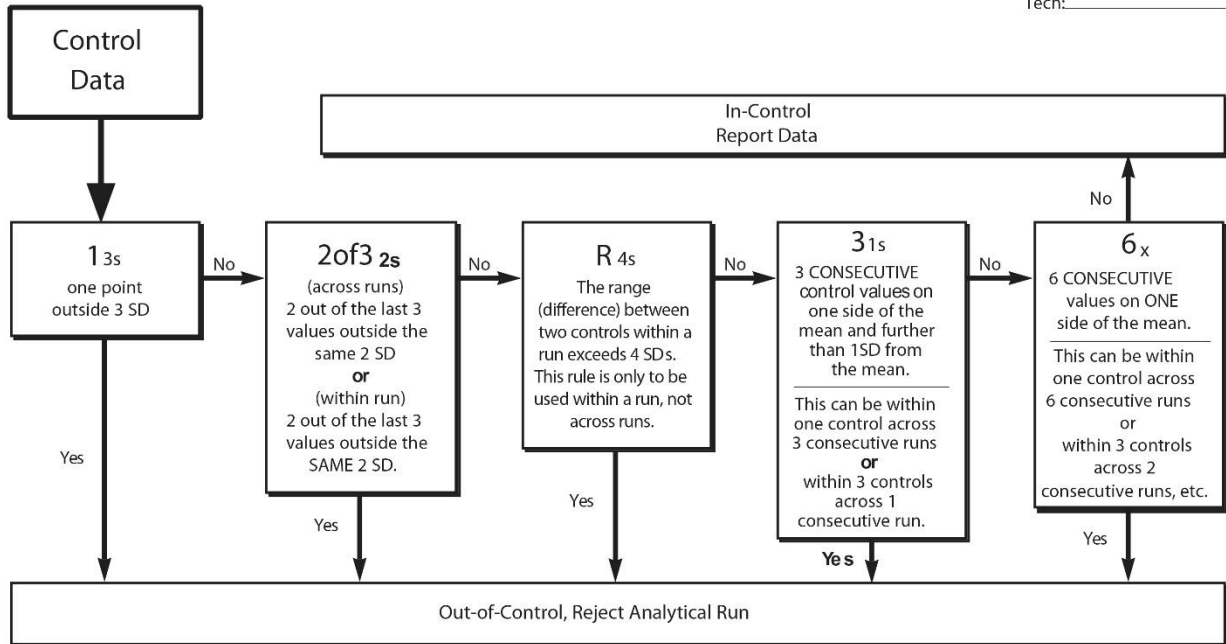 Tech:
Control
Data
In-Control
Report Data
No
1 3s
one point
outside 3 SD
No
2of3 2s
(across runs)
2 out of the last 3
values outside the
same 2 SD
or
(within run)
2 out of the last 3
values outside the
SAME 2 SD.
No
R 4s
The range
(difference) between
two controls within a
run exceeds 4 SDs.
This rule is only to be
used within a run, not
across runs.
No
3 1s
3 CONSECUTIVE
control values on
one side of the
mean and further
than 1SD from
the mean.
This can be within
one control across
3 consecutive runs
or
within 3 controls
across 1
consecutive run.
No
6x
6 CONSECUTIVE
values on ONE
side of the mean.
This can be within
one control across
6 consecutive runs
or
within 3 controls
across 2
consecutive runs, etc.
Yes
Yes
Yes
Yes
Yes
Out-of-Control, Reject Analytical Run